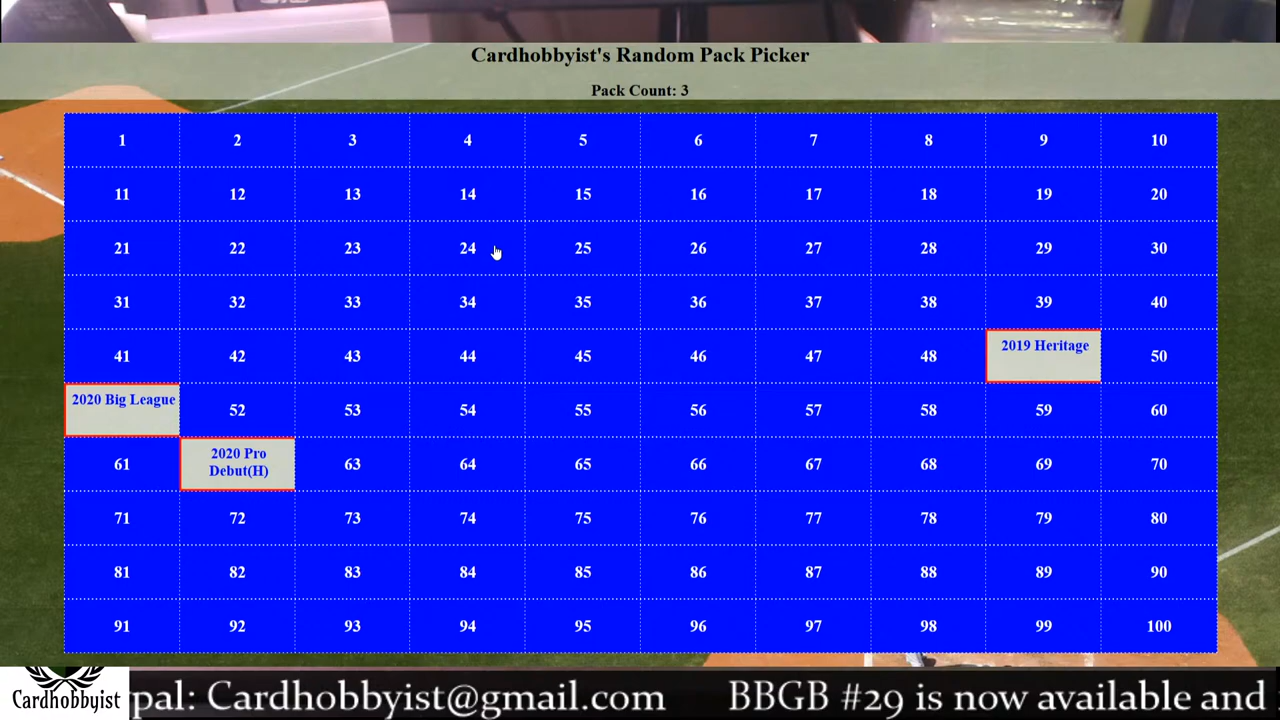 Cardhobbyist's Random Pack Picker
Pack Count: 3
1 2 3 4 5 6 7 8 9 10
11 12 13 14 15 16 17 18 19 20
21 22 23 24 25 26 27 28 29 30
31 32 33 34 35 36 37 38 39 40
41 42 43 44 45 46 47 48 2019 Heritage 50
2020 Big League 52 53 54 55 56 57 58 59 60
61 2020 Pro Debut(H) 63 64 65 66 67 68 69 70
71 72 73 74 75 76 77 78 79 80
81 82 83 84 85 86 87 88 89 90
91 92 93 94 95 96 97 98 99 100
Cardhobbyist
pal: Cardhobbyist@gmail.com BBGB #29 is now available and